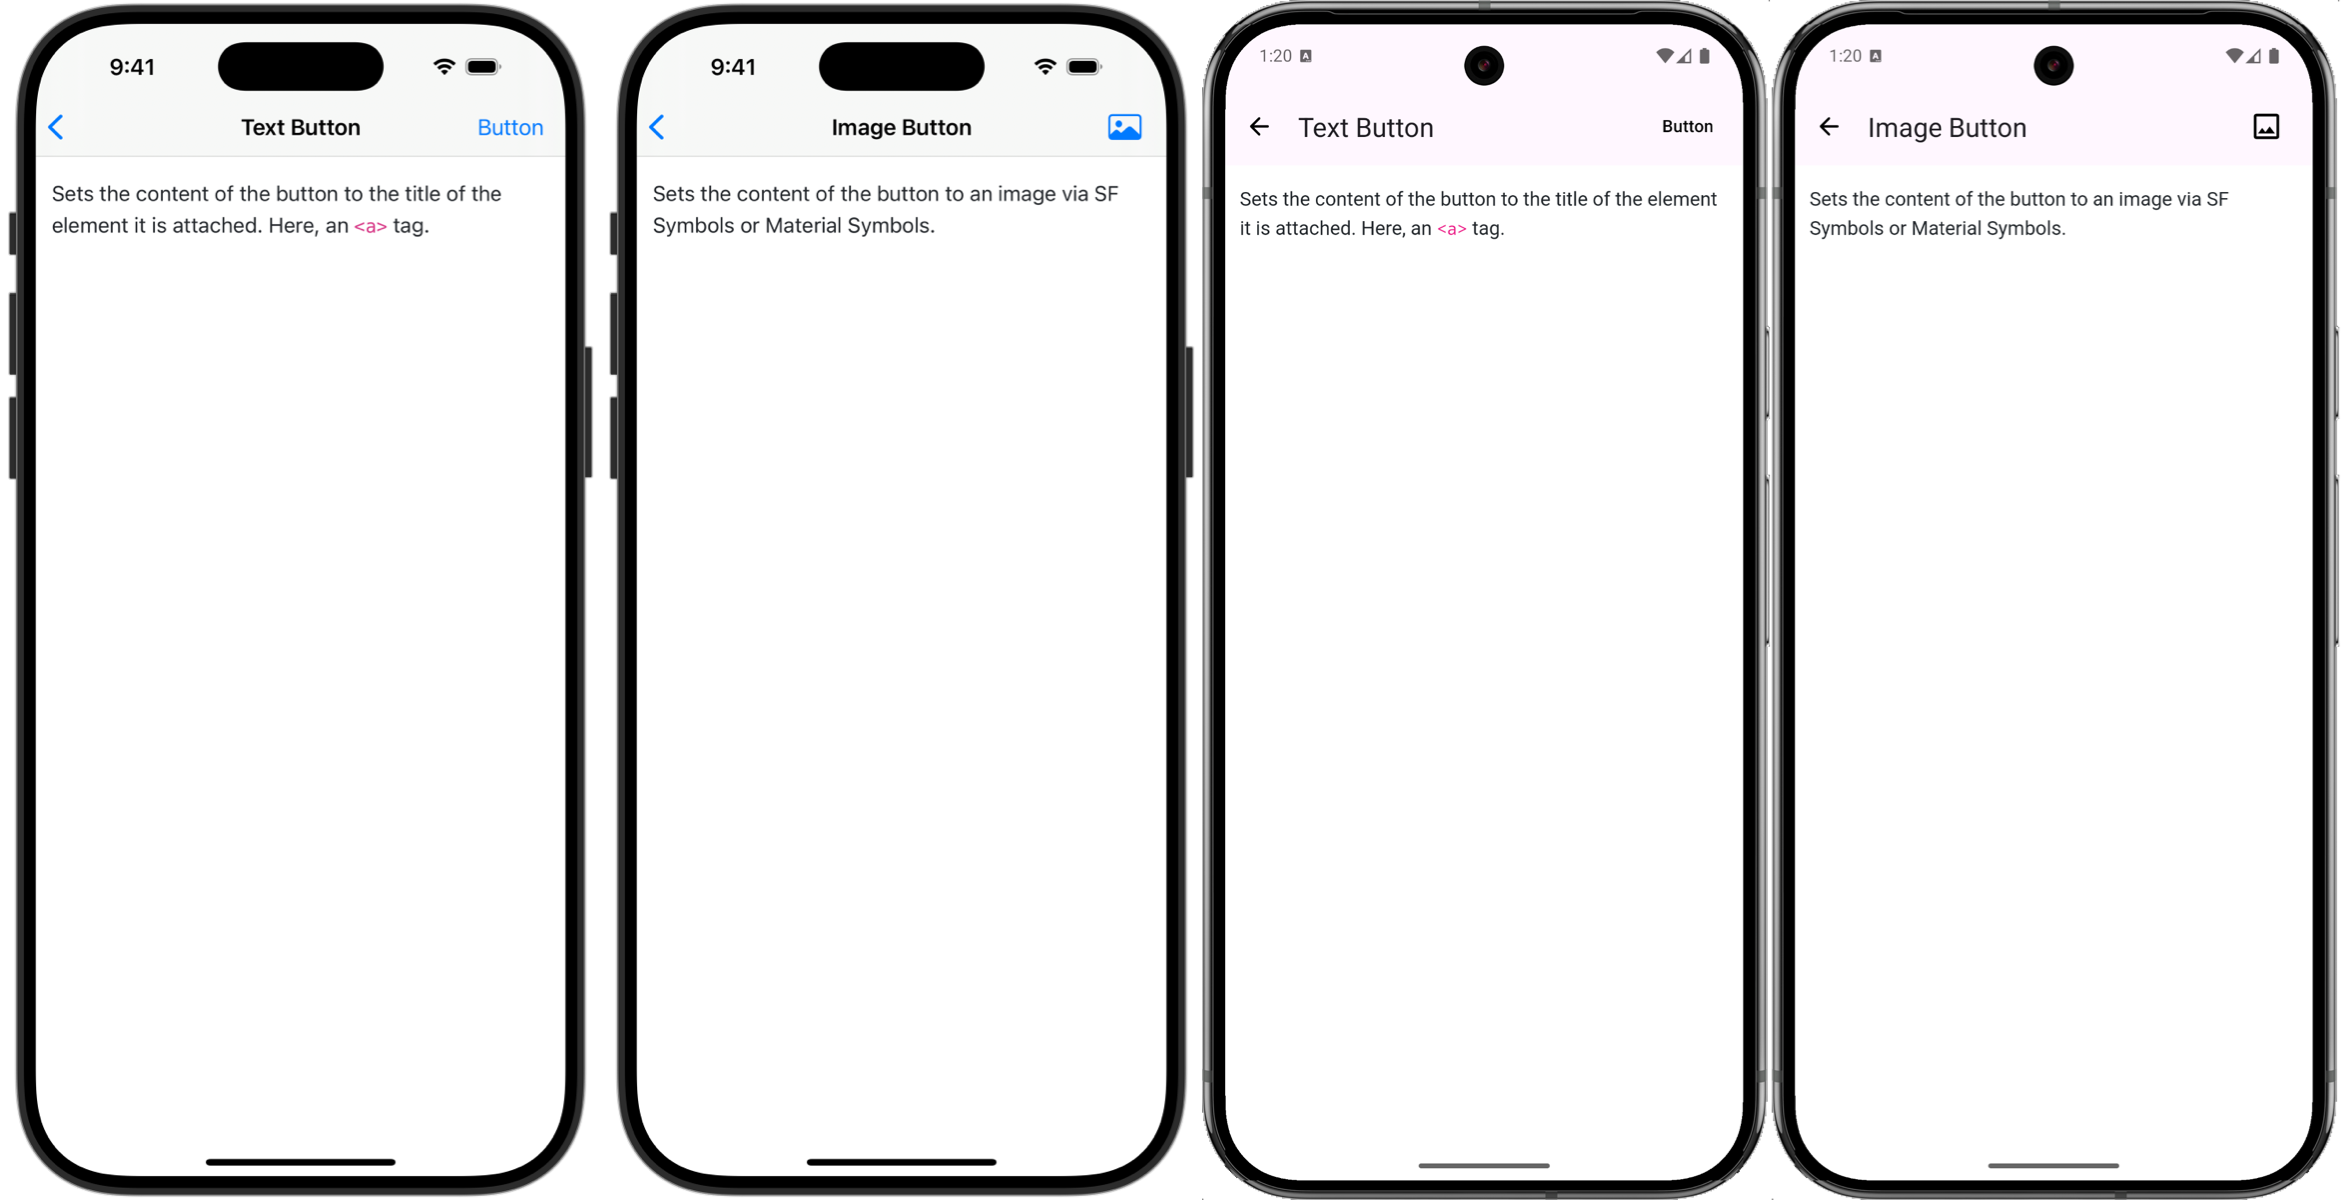 9:41
Text Button
Button
Sets the content of the button to the title of the
element it is attached. Here, an <a> tag.
9:41
Image Button
Sets the content of the button to an image via SF
Symbols or Material Symbols.
1:20 A
Text Button
Button
Sets the content of the button to the title of the element
it is attached. Here, an <a> tag.
1:20 A
Image Button
Sets the content of the button to an image via SF
Symbols or Material Symbols.